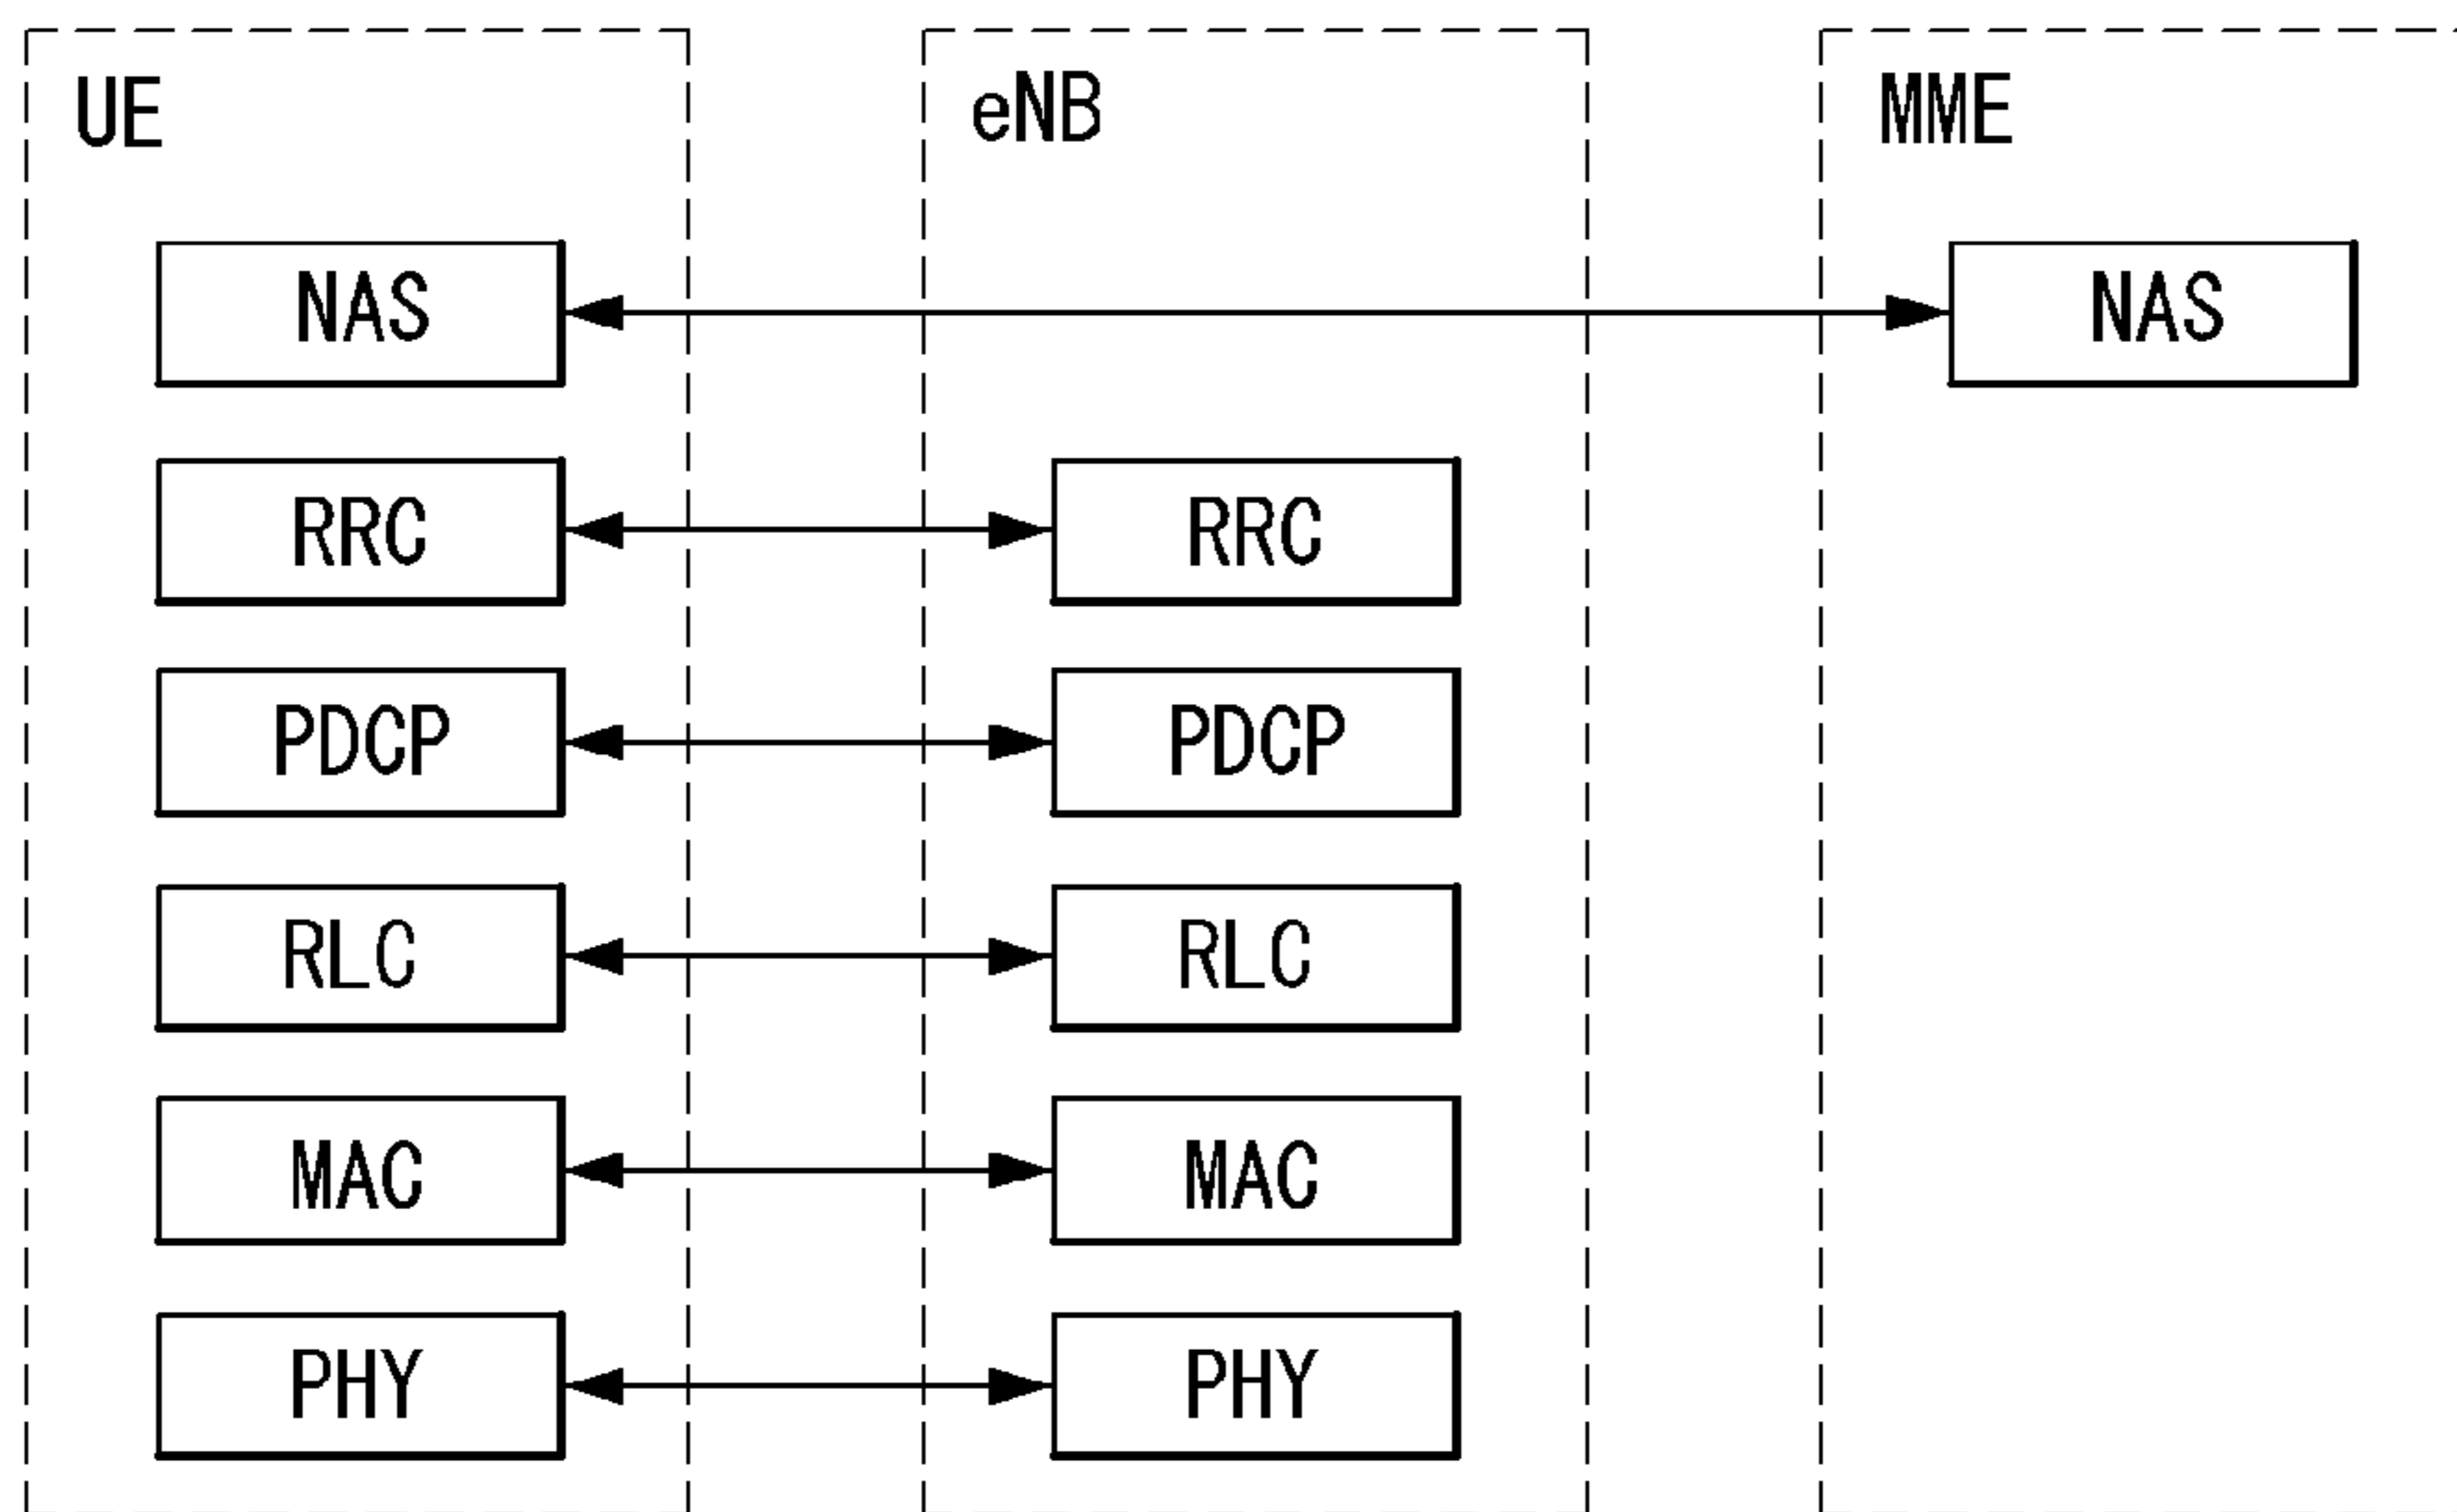 UE eNB MME
NAS NAS
RRC RRC
PDCP PDCP
RLC RLC
MAC MAC
PHY PHY